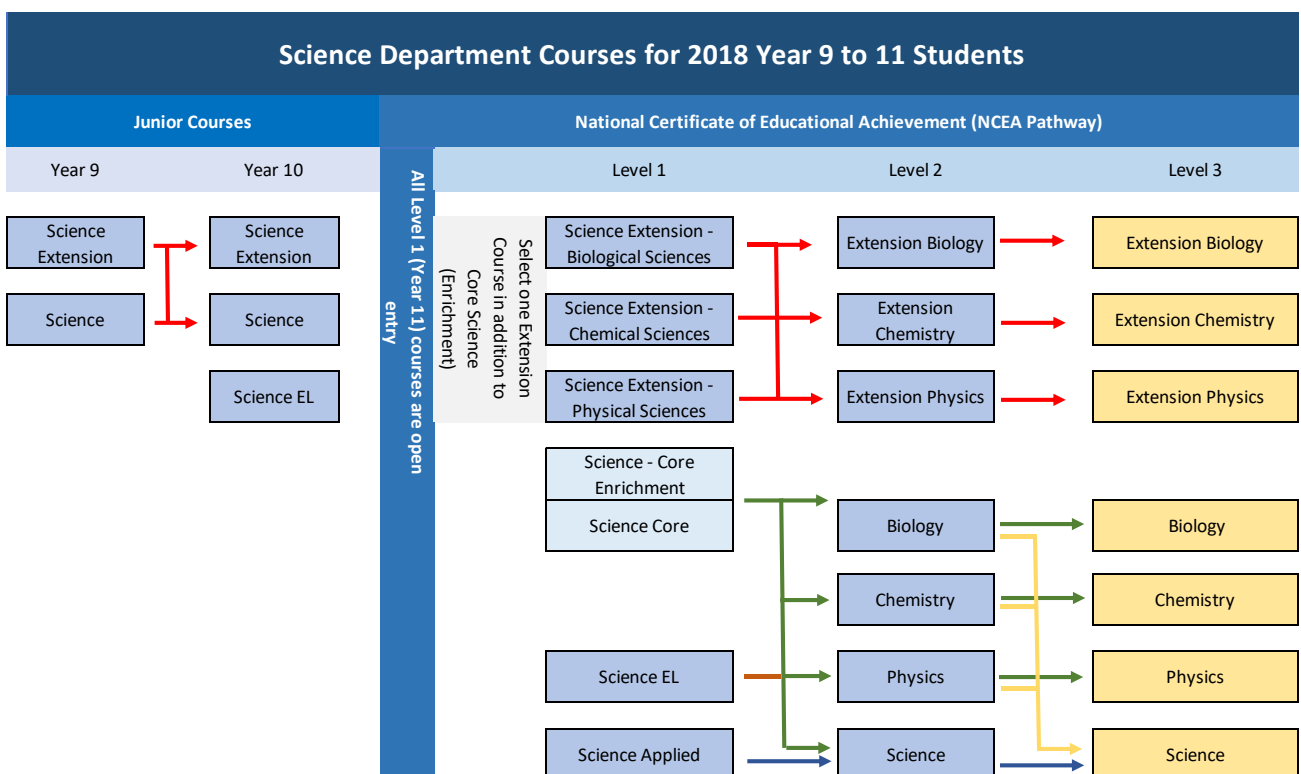 Science Department Courses for 2018 Year 9 to 11 Students
Junior Courses
National Certificate of Educational Achievement (NCEA Pathway)
Year 9
Year 10
All Level 1 (Year 11) courses are open
entry
Level 1
Level 2
Level 3
Science
Extension
Science
Extension
Science
Science
Science EL
Select one Extension
Course in addition to
Core Science
(Enrichment)
Science Extension -
Biological Sciences
Extension Biology
Extension Biology
Science Extension -
Chemical Sciences
Extension
Chemistry
Extension Chemistry
Science Extension -
Physical Sciences
Extension Physics
Extension Physics
Science - Core
Enrichment
Science Core
Biology
Biology
Chemistry
Chemistry
Science EL
Physics
Physics
Science Applied
Science
Science